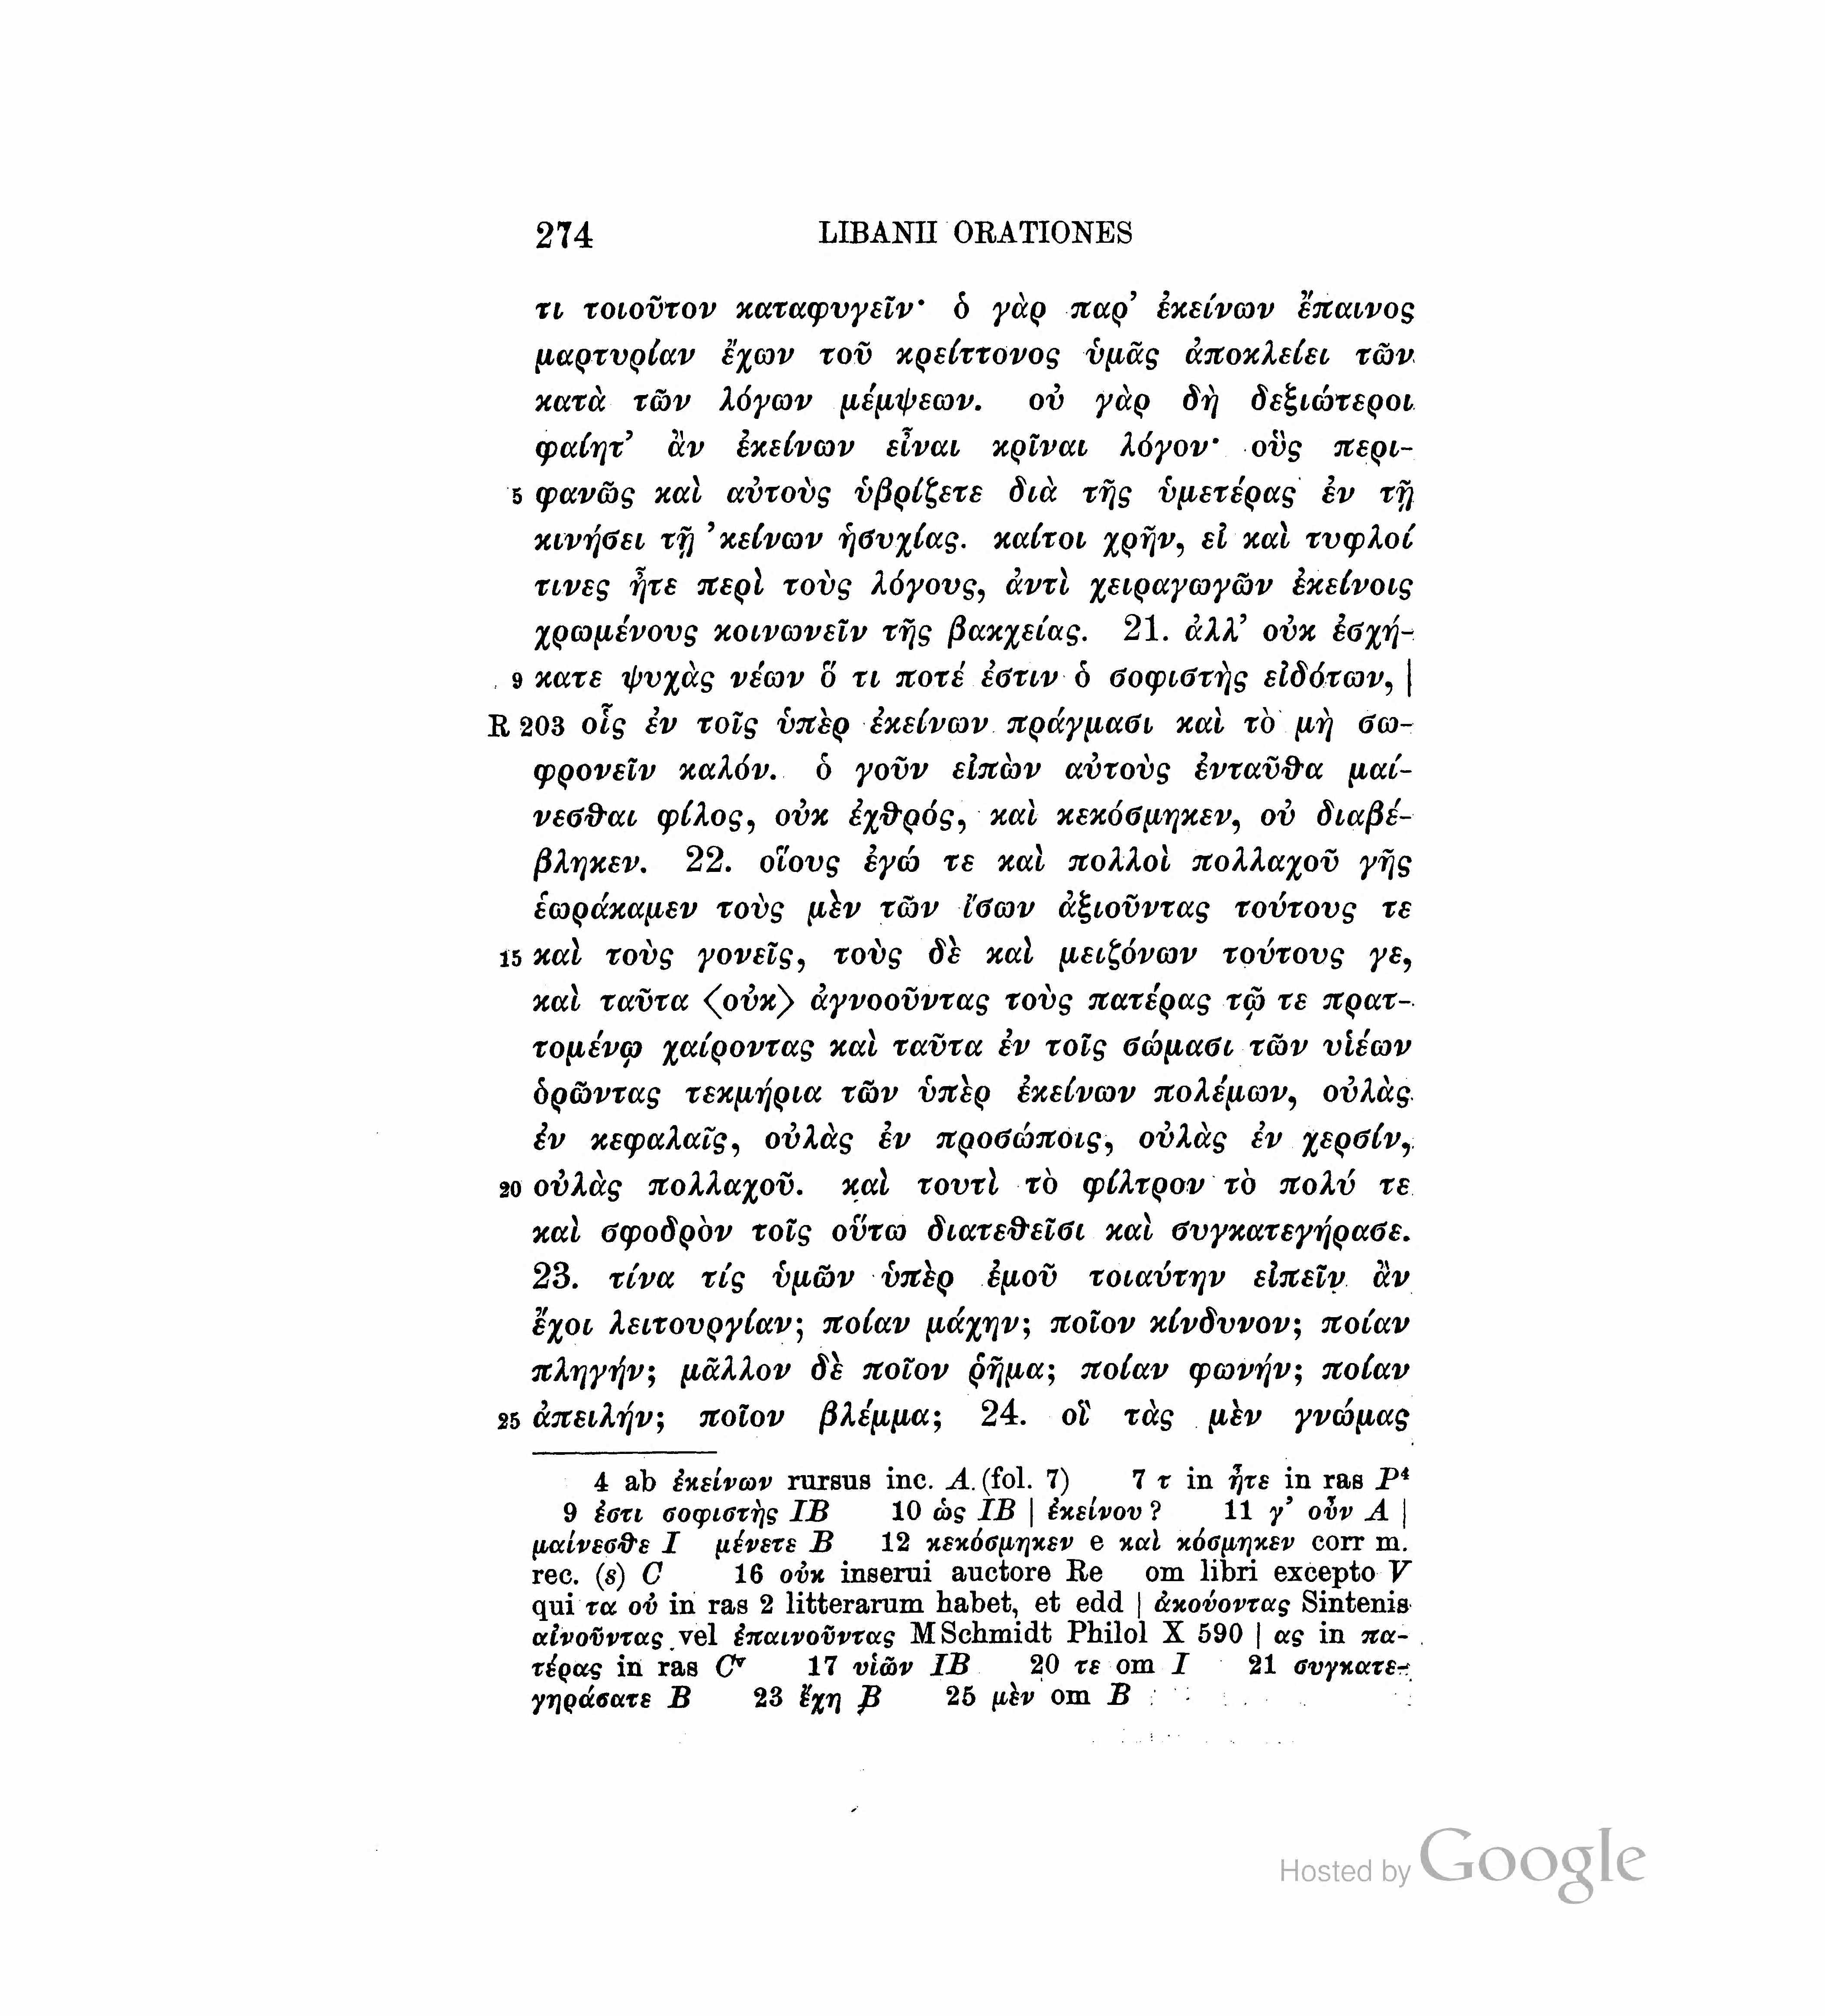 274 LIBANII ORATIONES
τι τοιοῦτον καταφυγεῖν· ὁ γὰρ παρ’ ἐκείνων ἔπαινος
μαρτυρίαν ἔχων τοῦ κρείττονος ὑμᾶς ἀποκλείει τῶν
κατὰ τῶν λόγων μέμψεων. οὐ γὰρ δὴ δεξιώτεροι
φαίητ’ ἂν ἐκείνων εἶναι κρῖναι λόγον· οὓς περι-
5 φανῶς καὶ αὐτοὺς ὑβρίζετε διὰ τῆς ὑμετέρας ἐν τῇ
κινήσει τῇ ’κείνων ἡσυχίας. καίτοι χρῆν, εἰ καὶ τυφλοί
τινες ἦτε περὶ τοὺς λόγους, ἀντὶ χειραγωγῶν ἐκείνοις
χρωμένους κοινωνεῖν τῆς βακχείας. 21. ἀλλ’ οὐκ ἐσχή-
9 κατε ψυχὰς νέων ὅ τι ποτέ ἐστιν ὁ σοφιστὴς εἰδότων, |
R 203 οἷς ἐν τοῖς ὑπὲρ ἐκείνων πράγμασι καὶ τὸ μὴ σω-
φρονεῖν καλόν. ὁ γοῦν εἰπὼν αὐτοὺς ἐνταῦθα μαί-
νεσθαι φίλος, οὐκ ἐχθρός, καὶ κεκόσμηκεν, οὐ διαβέ-
βληκεν. 22. οἵους ἐγώ τε καὶ πολλοὶ πολλαχοῦ γῆς
ἑωράκαμεν τοὺς μὲν τῶν ἴσων ἀξιοῦντας τούτους τε
15 καὶ τοὺς γονεῖς, τοὺς δὲ καὶ μειζόνων τούτους γε,
καὶ ταῦτα ⟨οὐκ⟩ ἀγνοοῦντας τοὺς πατέρας τῷ τε πρατ-
τομένῳ χαίροντας καὶ ταῦτα ἐν τοῖς σώμασι τῶν υἱέων
ὁρῶντας τεκμήρια τῶν ὑπὲρ ἐκείνων πολέμων, οὐλὰς
ἐν κεφαλαῖς, οὐλὰς ἐν προσώποις, οὐλὰς ἐν χερσίν,
20 οὐλὰς πολλαχοῦ. καὶ τουτὶ τὸ φίλτρον τὸ πολύ τε
καὶ σφοδρὸν τοῖς οὕτω διατεθεῖσι καὶ συγκατεγήρασε.
23. τίνα τίς ὑμῶν ὑπὲρ ἐμοῦ τοιαύτην εἰπεῖν ἂν
ἔχοι λειτουργίαν; ποίαν μάχην; ποῖον κίνδυνον; ποίαν
πληγήν; μᾶλλον δὲ ποῖον ῥῆμα; ποίαν φωνήν; ποίαν
25 ἀπειλήν; ποῖον βλέμμα; 24. οἳ τὰς μὲν γνώμας
4 ab ἐκείνων rursus inc. A (fol. 7) 7 τ in ἦτε in ras P⁴
9 ἐστι σοφιστὴς IB 10 ὡς IB | ἐκείνου? 11 γ’ οὖν A |
μαίνεσθε I μένετε B 12 κεκόσμηκεν e καὶ κόσμηκεν corr m.
rec. (s) C 16 οὐκ inserui auctore Re om libri excepto V
qui τα οὐ in ras 2 litterarum habet, et edd | ἀκούοντας Sintenis
αἰνοῦντας vel ἐπαινοῦντας MSchmidt Philol X 590 | ας in πα-
τέρας in ras Cᵛ 17 υἱῶν IB 20 τε om I 21 συγκατε-
γηράσατε B 23 ἔχη B 25 μὲν om B
Hosted by Google